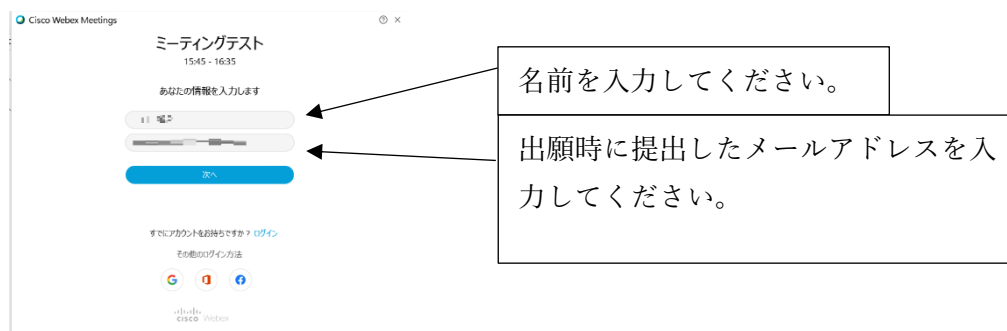 Cisco Webex Meetings
ミーティングテスト
15:45 - 16:35
あなたの情報を入力します
次へ
すでにアカウントをお持ちですか？ ログイン
その他のログイン方法
cisco Webex
名前を入力してください。
出願時に提出したメールアドレスを入
力してください。